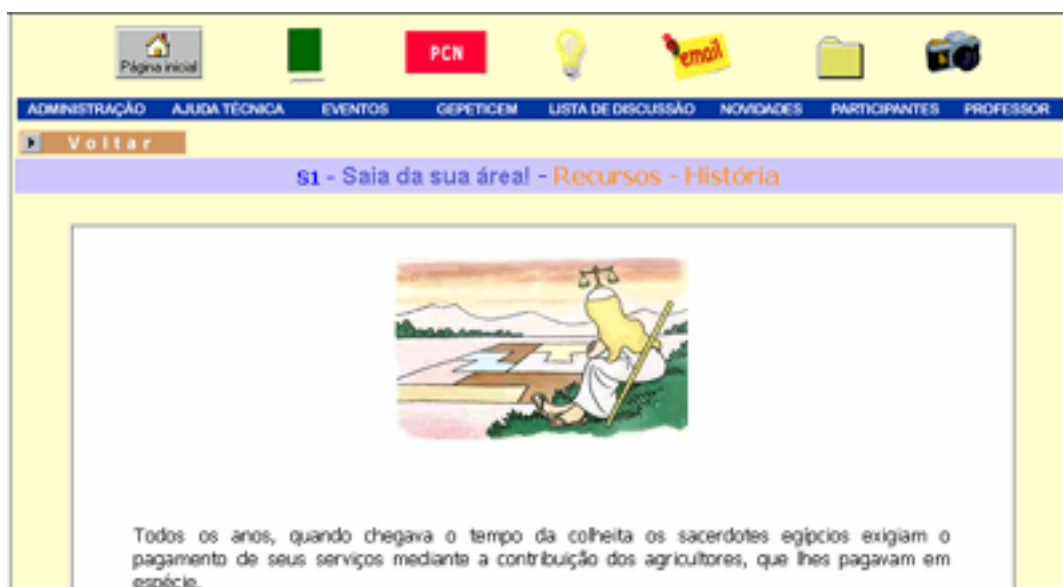 Página inicial
PCN
email
ADMINISTRAÇÃO AJUDA TÉCNICA EVENTOS GEPETICEM LISTA DE DISCUSSÃO NOVIDADES PARTICIPANTES PROFESSOR
Voltar
S1 - Saia da sua área! - Recursos - História
Todos os anos, quando chegava o tempo da colheita os sacerdotes egípcios exigiam o
pagamento de seus serviços mediante a contribuição dos agricultores, que lhes pagavam em
espécie.